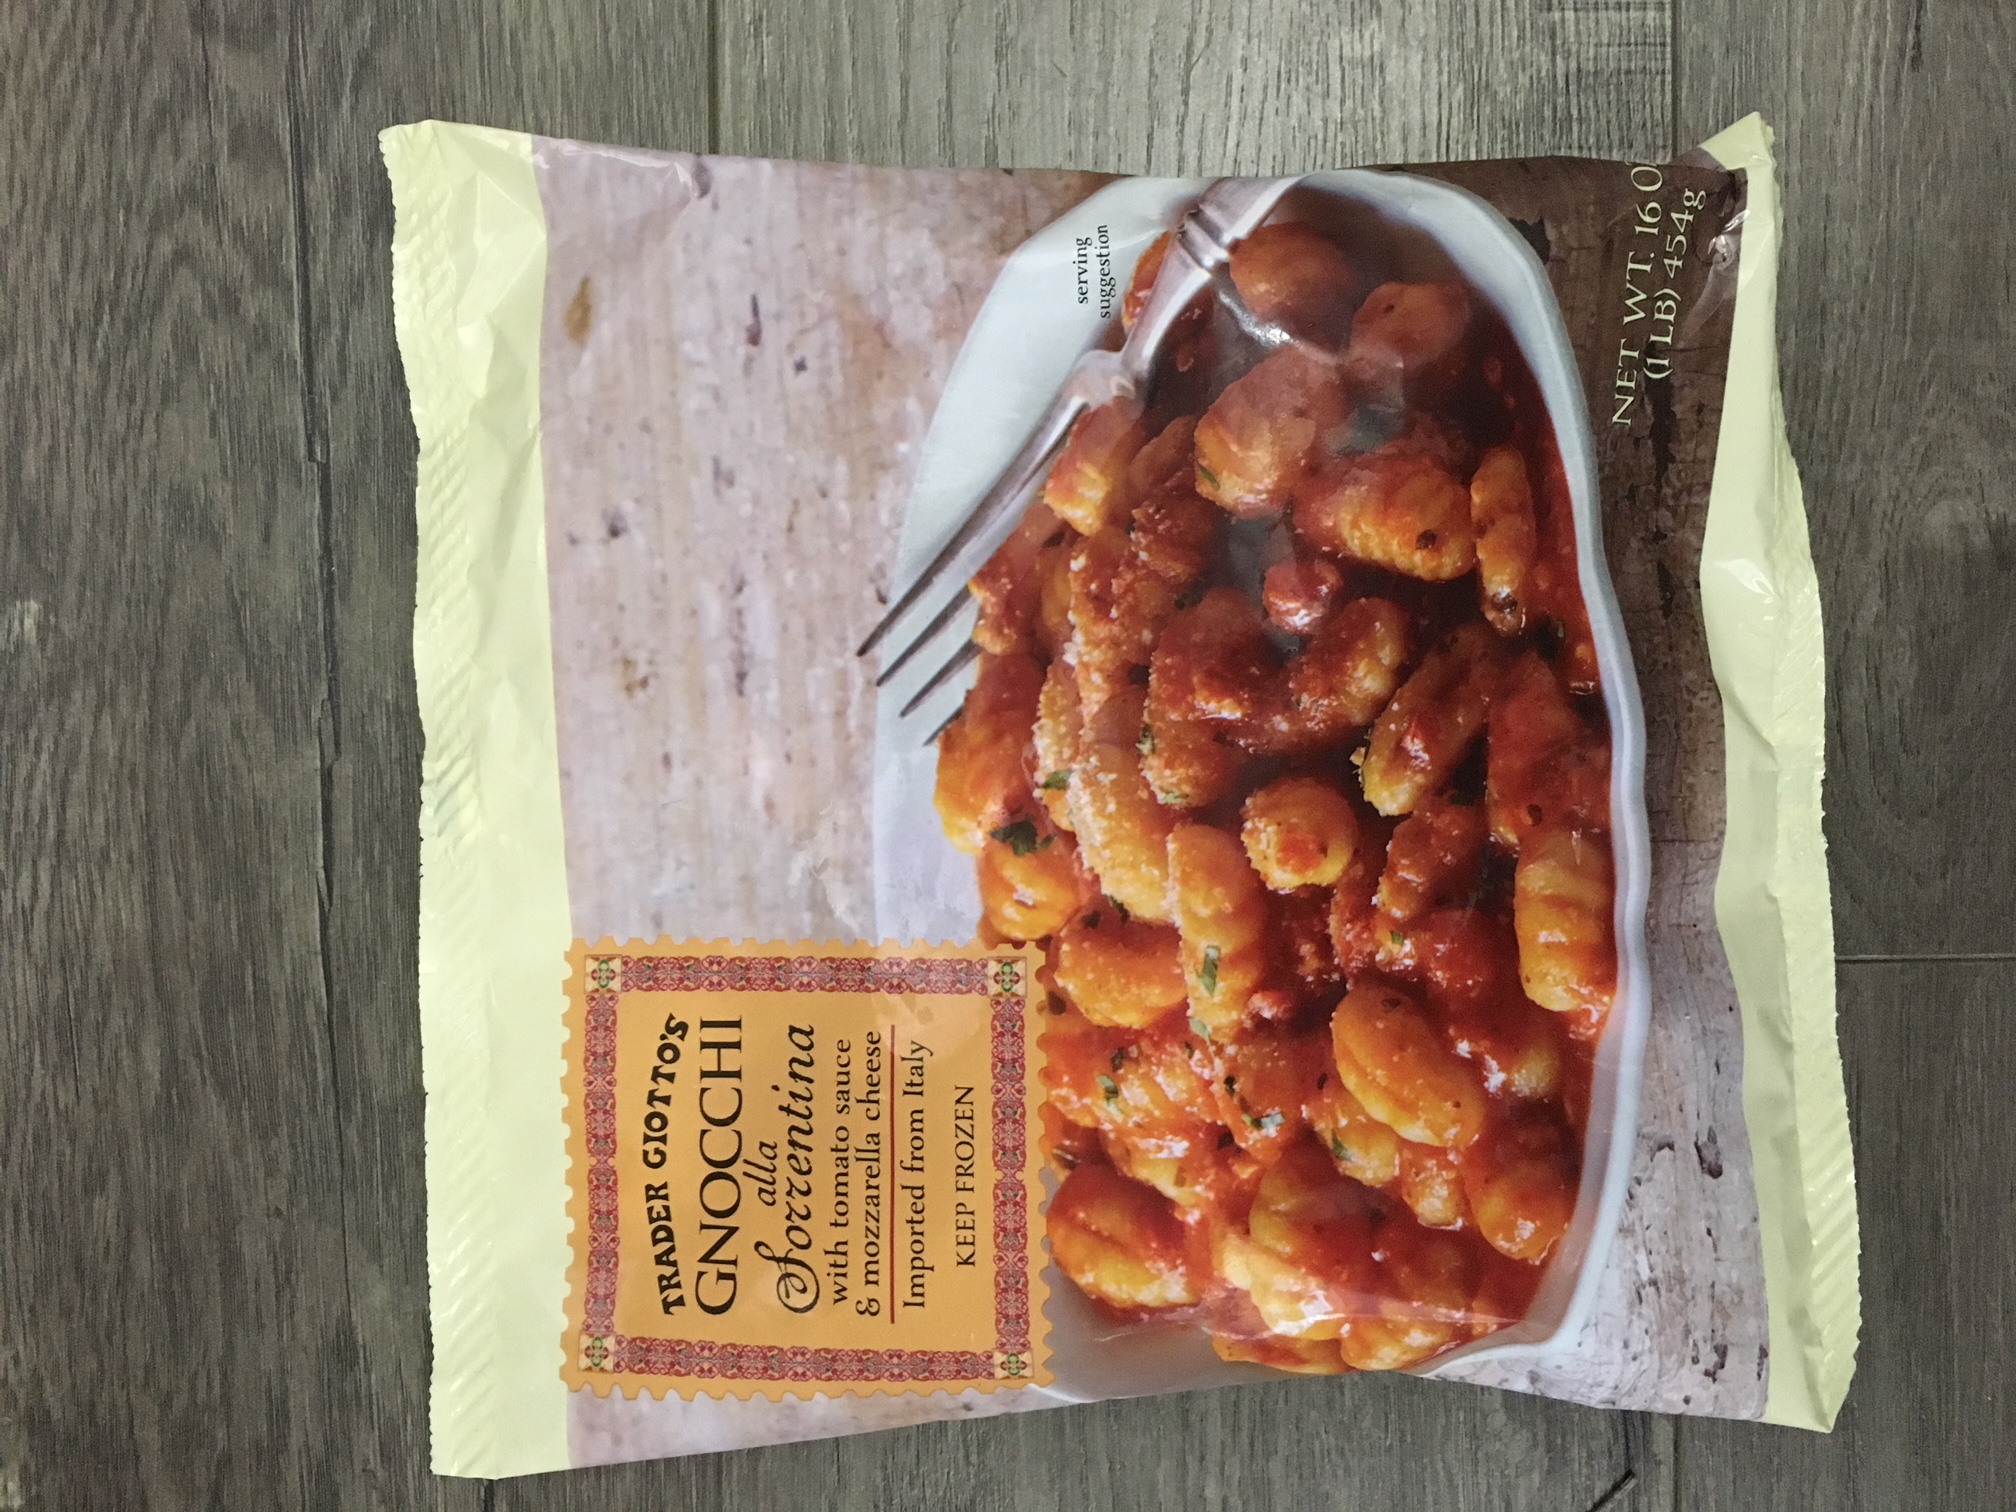 TRADER GIOTTO'S
GNOCCHI
alla
Sorrentina
with tomato sauce
& mozzarella cheese
Imported from Italy
KEEP FROZEN
serving
suggestion
NET WT. 16 OZ
(1 LB) 454g